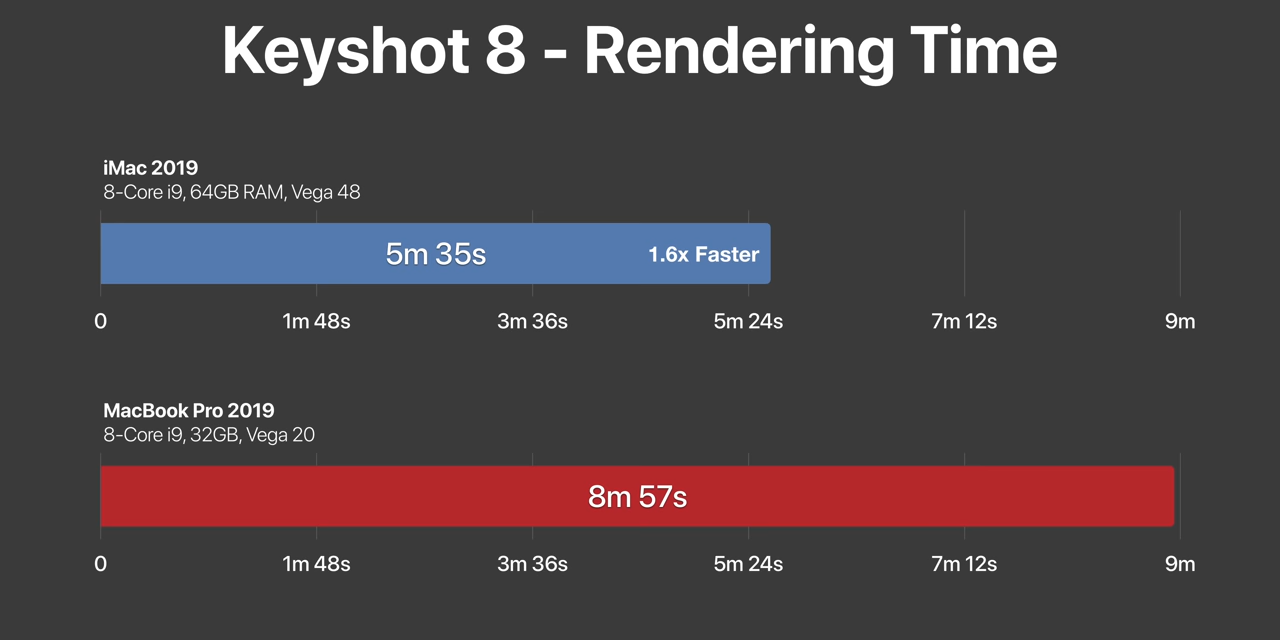 Keyshot 8 - Rendering Time
iMac 2019
8-Core i9, 64GB RAM, Vega 48
5m 35s 1.6x Faster
0 1m 48s 3m 36s 5m 24s 7m 12s 9m
MacBook Pro 2019
8-Core i9, 32GB, Vega 20
8m 57s
0 1m 48s 3m 36s 5m 24s 7m 12s 9m